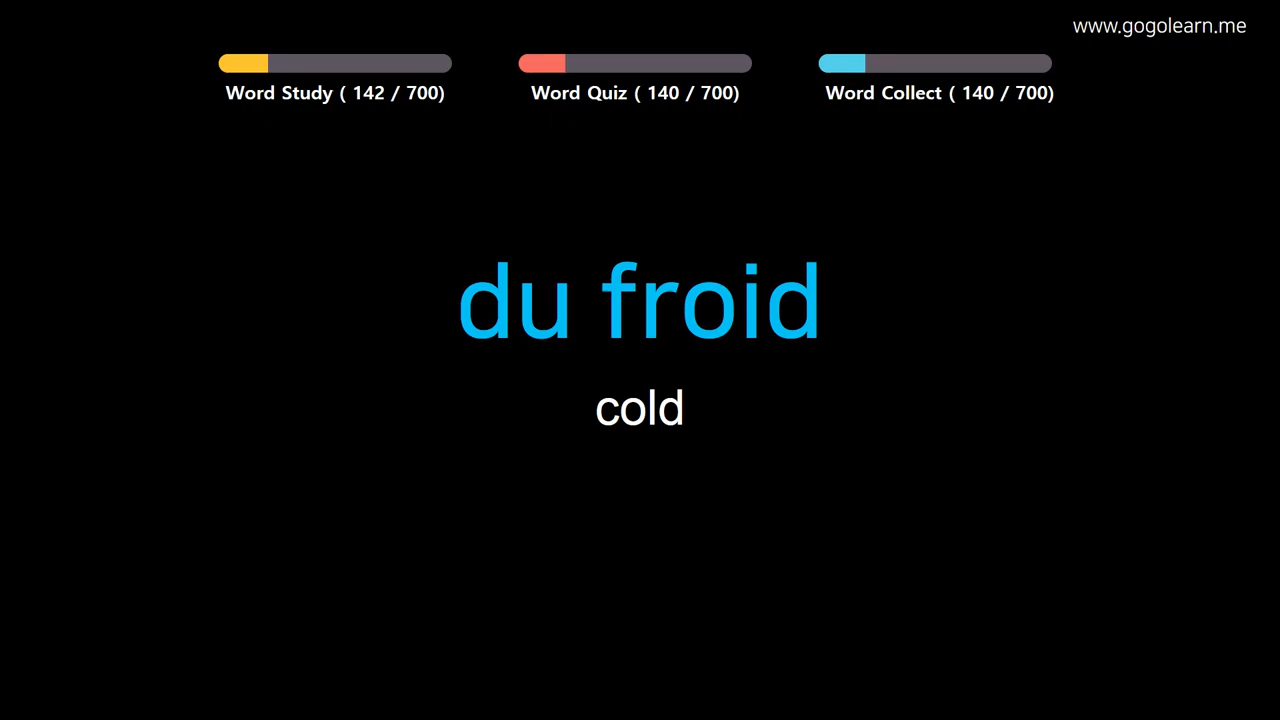 www.gogolearn.me
Word Study ( 142 / 700)
Word Quiz ( 140 / 700)
Word Collect ( 140 / 700)
du froid
cold